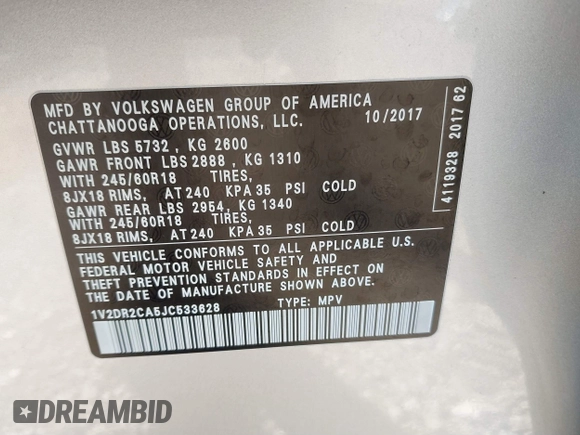 MFD BY VOLKSWAGEN GROUP OF AMERICA
CHATTANOOGA OPERATIONS, LLC. 10/2017
GVWR LBS 5732 , KG 2600
GAWR FRONT LBS 2888 , KG 1310
WITH 245/60R18 TIRES,
8JX18 RIMS, AT 240 KPA 35 PSI COLD
GAWR REAR LBS 2954, KG 1340
WITH 245/60R18 TIRES,
8JX18 RIMS, AT 240 KPA 35 PSI COLD
THIS VEHICLE CONFORMS TO ALL APPLICABLE U.S.
FEDERAL MOTOR VEHICLE SAFETY AND
THEFT PREVENTION STANDARDS IN EFFECT ON
THE DATE OF MANUFACTURE SHOWN ABOVE.
1V2DR2CA5JC533628 TYPE: MPV
4119328 2017 62
DREAMBID